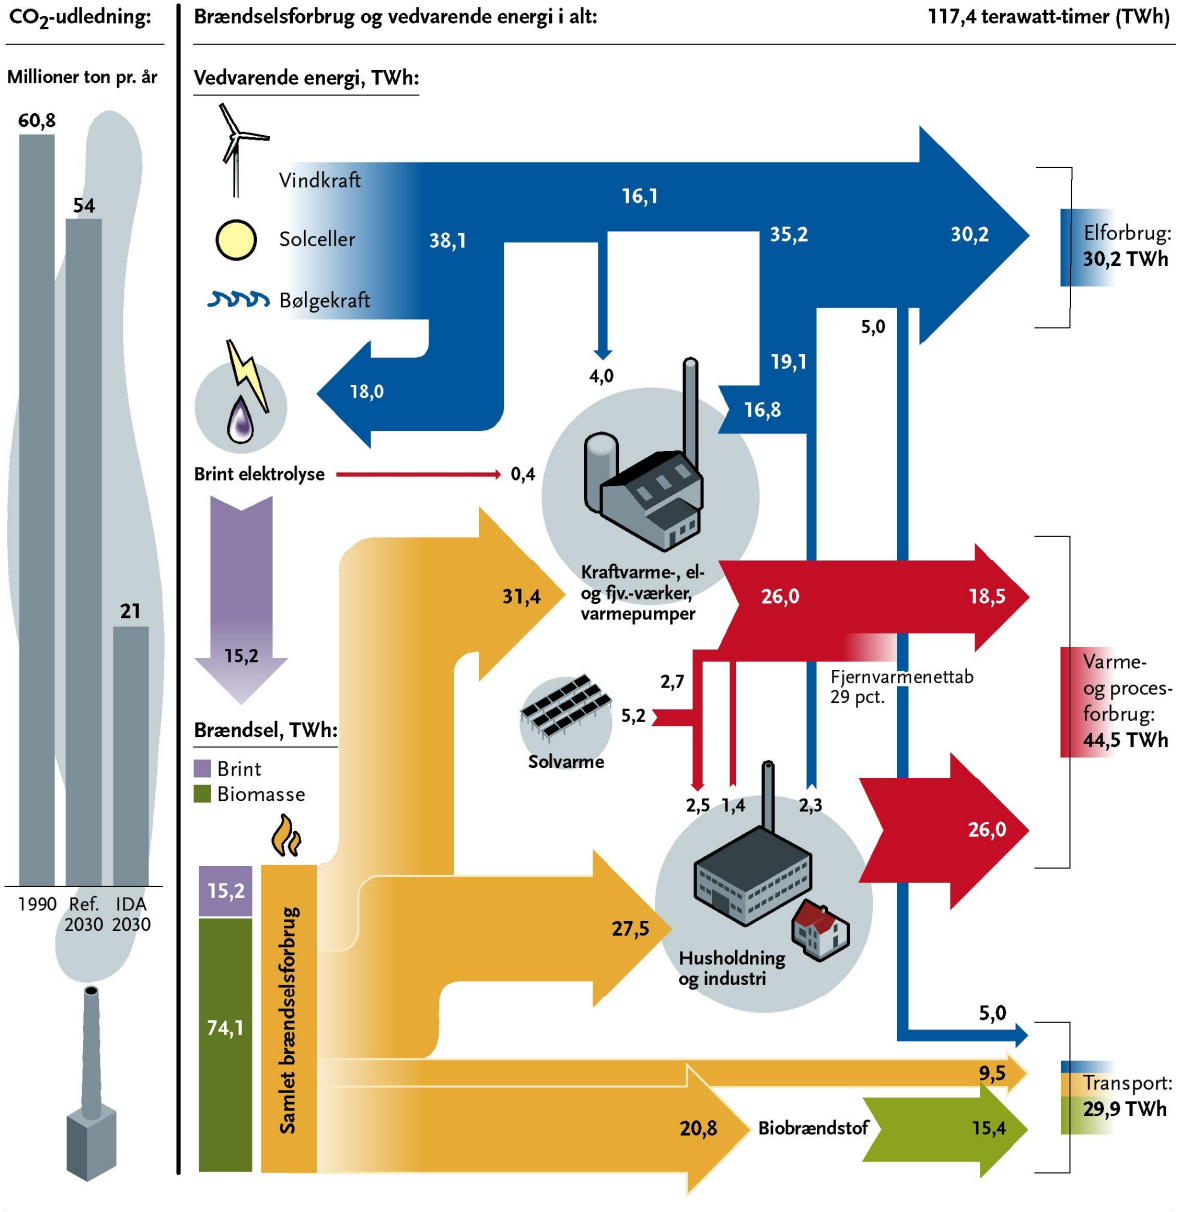 CO2-udledning:
Millioner ton pr. år
60,8
54
21
1990 Ref. IDA
2030 2030
Brændselsforbrug og vedvarende energi i alt: 117,4 terawatt-timer (TWh)
Vedvarende energi, TWh:
Vindkraft
Solceller
Bølgekraft
38,1
16,1
35,2
30,2
Elforbrug:
30,2 TWh
5,0
19,1
4,0
18,0
16,8
Brint elektrolyse
0,4
15,2
31,4
Kraftvarme-, el-
og fjv.-værker,
varmepumper
26,0
18,5
Fjernvarmenettab
29 pct.
2,7
5,2
Solvarme
2,5
1,4
2,3
Varme-
og proces-
forbrug:
44,5 TWh
26,0
Brændsel, TWh:
Brint
Biomasse
15,2
74,1
Samlet brændselsforbrug
27,5
Husholdning
og industri
5,0
9,5
20,8
Biobrændstof
15,4
Transport:
29,9 TWh